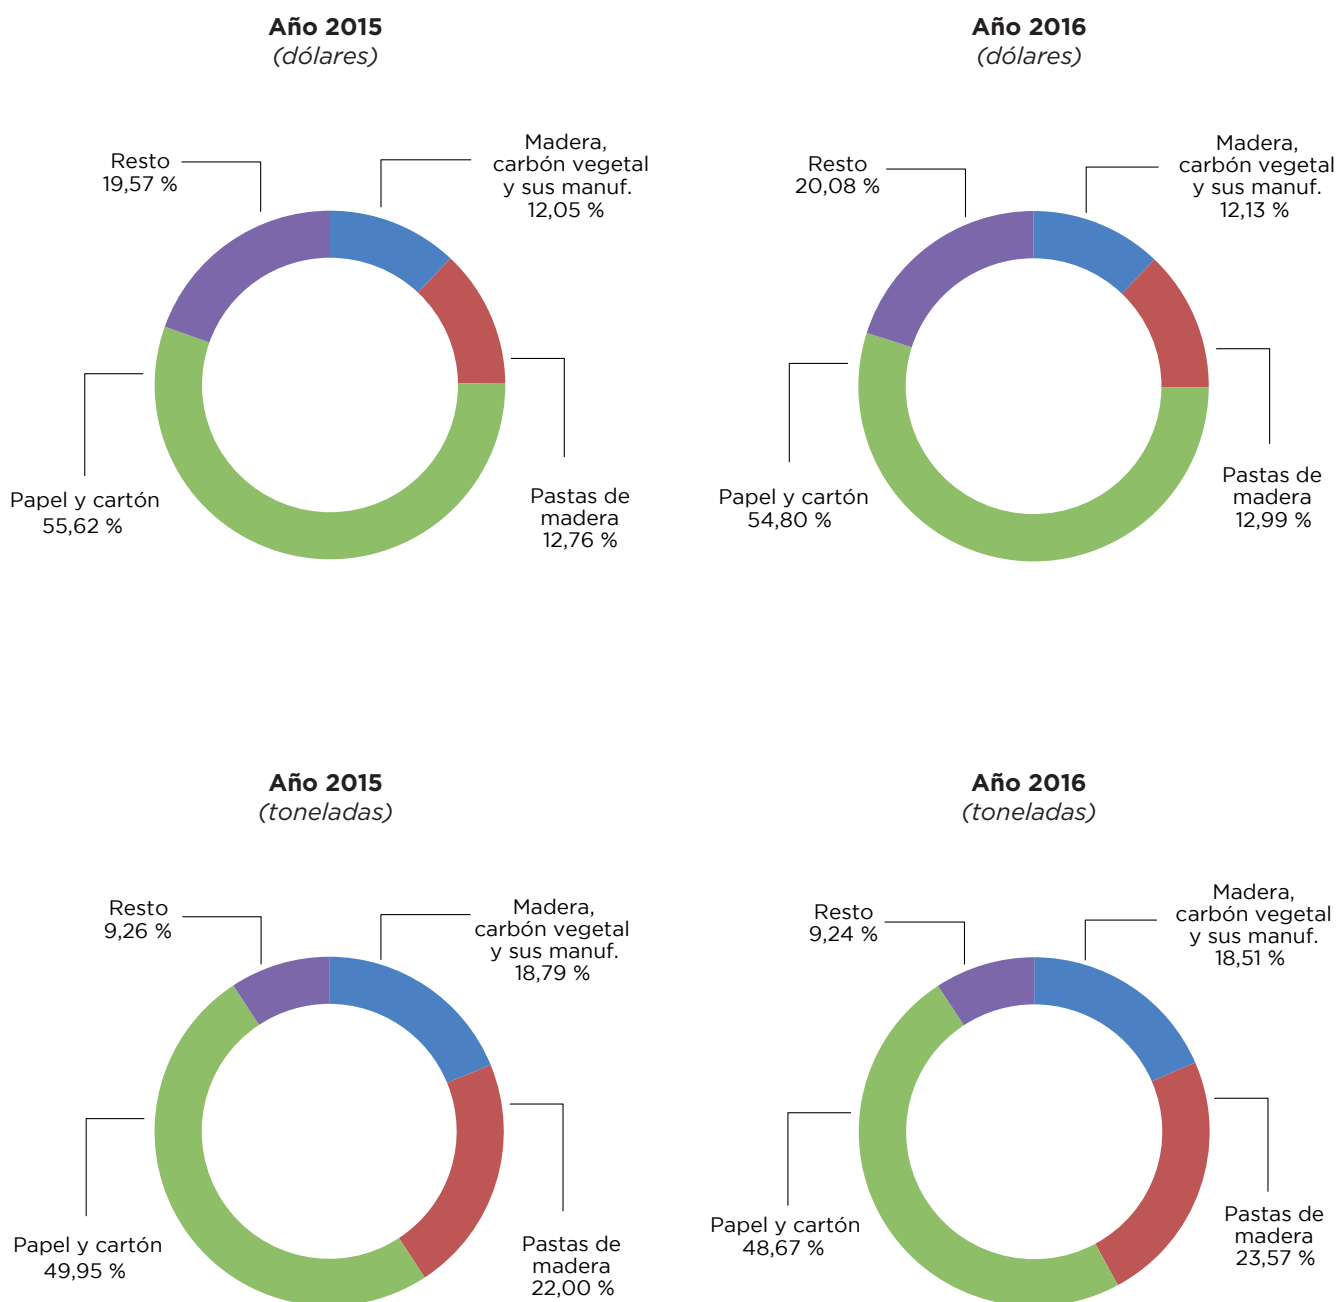 Año 2015
(dólares)
Resto
19,57 %
Madera,
carbón vegetal
y sus manuf.
12,05 %
Papel y cartón
55,62 %
Pastas de
madera
12,76 %
Año 2016
(dólares)
Resto
20,08 %
Madera,
carbón vegetal
y sus manuf.
12,13 %
Papel y cartón
54,80 %
Pastas de
madera
12,99 %
Año 2015
(toneladas)
Resto
9,26 %
Madera,
carbón vegetal
y sus manuf.
18,79 %
Papel y cartón
49,95 %
Pastas de
madera
22,00 %
Año 2016
(toneladas)
Resto
9,24 %
Madera,
carbón vegetal
y sus manuf.
18,51 %
Papel y cartón
48,67 %
Pastas de
madera
23,57 %